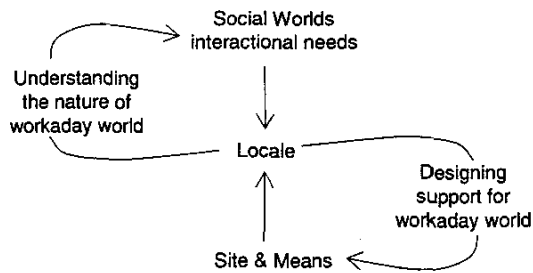 Social Worlds
interactional needs
Understanding
the nature of
workaday world
Locale
Designing
support for
workaday world
Site & Means